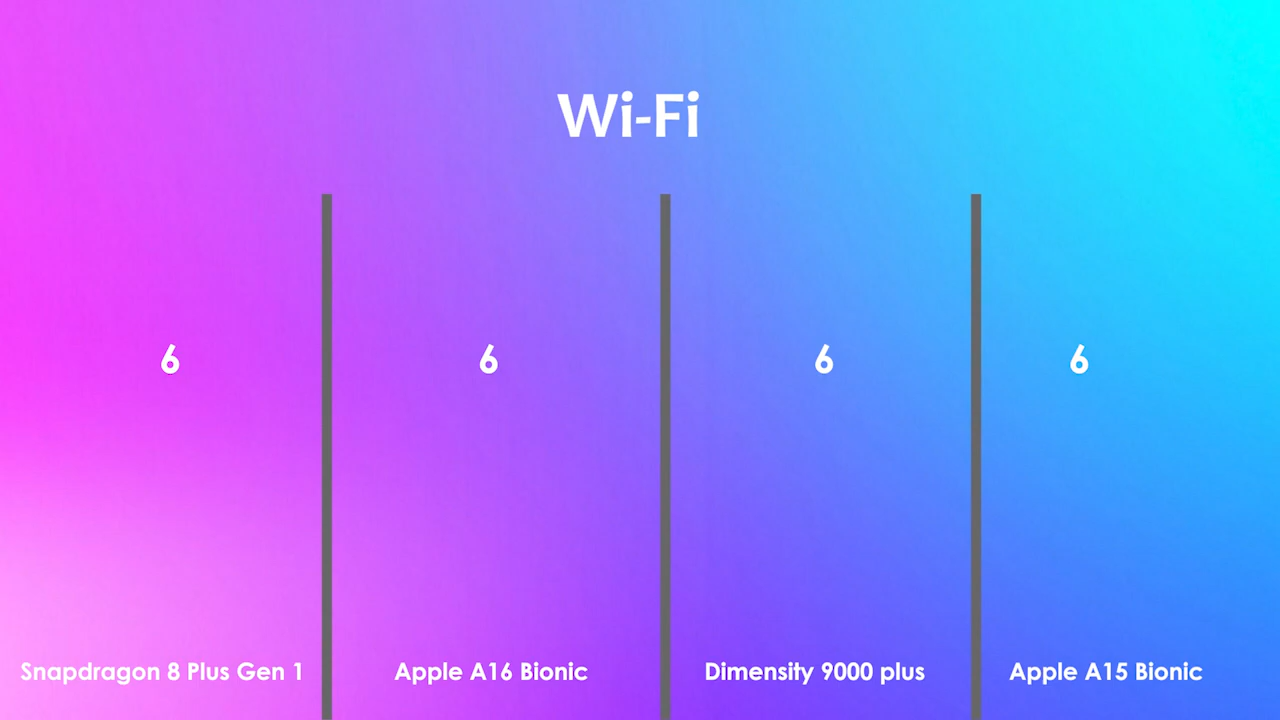 Wi-Fi
6
6
6
6
Snapdragon 8 Plus Gen 1
Apple A16 Bionic
Dimensity 9000 plus
Apple A15 Bionic